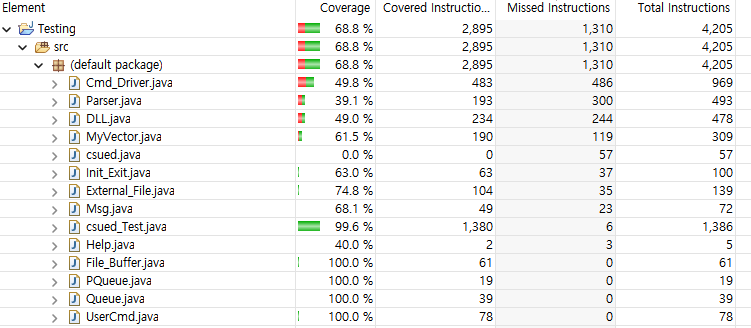 Element Coverage Covered Instructio... Missed Instructions Total Instructions
Testing 68.8 % 2,895 1,310 4,205
src 68.8 % 2,895 1,310 4,205
(default package) 68.8 % 2,895 1,310 4,205
Cmd_Driver.java 49.8 % 483 486 969
Parser.java 39.1 % 193 300 493
DLL.java 49.0 % 234 244 478
MyVector.java 61.5 % 190 119 309
csued.java 0.0 % 0 57 57
Init_Exit.java 63.0 % 63 37 100
External_File.java 74.8 % 104 35 139
Msg.java 68.1 % 49 23 72
csued_Test.java 99.6 % 1,380 6 1,386
Help.java 40.0 % 2 3 5
File_Buffer.java 100.0 % 61 0 61
PQueue.java 100.0 % 19 0 19
Queue.java 100.0 % 39 0 39
UserCmd.java 100.0 % 78 0 78